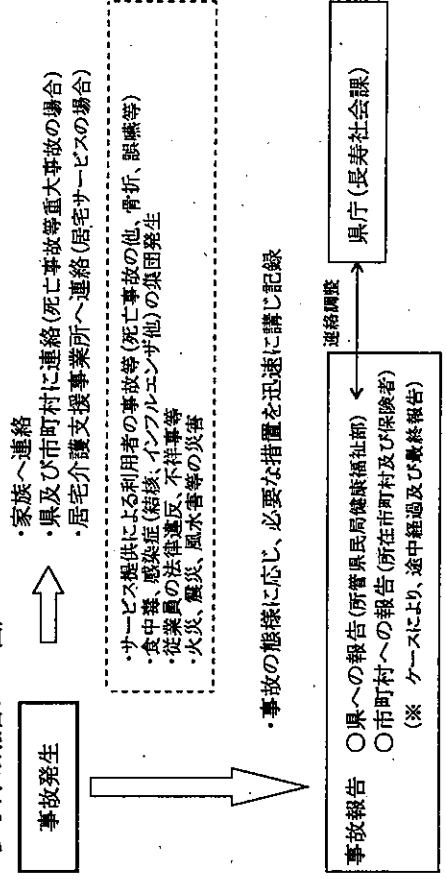 事故発生
・家族へ連絡
・県及び市町村に連絡(死亡事故等重大事故の場合)
・居宅介護支援事業所へ連絡(居宅サービスの場合)
・サービス提供による利用者の事故等(死亡事故の他、骨折、誤嚥等)
・食中毒、感染症(結核、インフルエンザ他)の集団発生
・従業員の法律違反、不祥事等
・火災、震災、風水害等の災害
・事故の態様に応じ、必要な措置を迅速に講じ記録
事故報告 ○県への報告(所管県民局健康福祉部)
○市町村への報告(所在市町村及び保険者)
(※ ケースにより、途中経過及び最終報告)
連絡調整
県庁(長寿社会課)